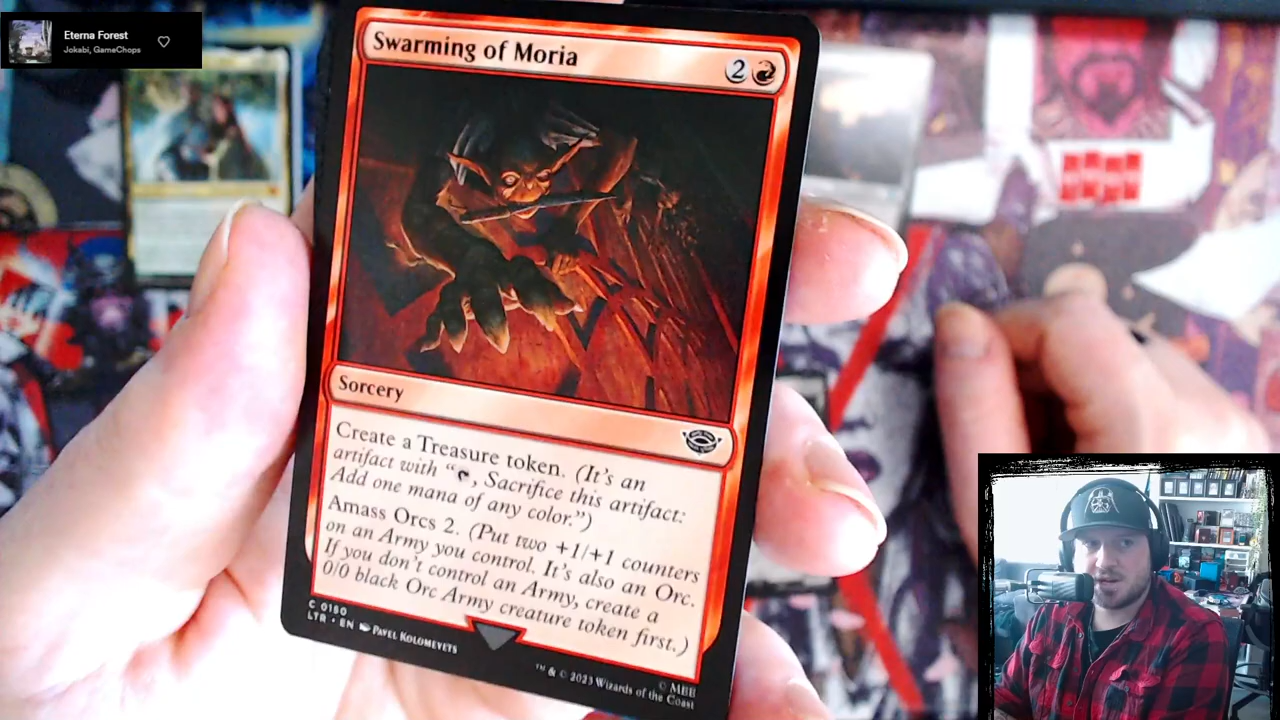 Eterna Forest
Jokabi, GameChops
Swarming of Moria
2
Sorcery
Create a Treasure token. (It's an
artifact with “, Sacrifice this artifact:
Add one mana of any color.”)
Amass Orcs 2. (Put two +1/+1 counters
on an Army you control. It's also an Orc.
If you don't control an Army, create a
0/0 black Orc Army creature token first.)
C 0150
LTR • EN PAVEL KOLOMEYETS
™ & © 2023 Wizards of the Coast
© MEE